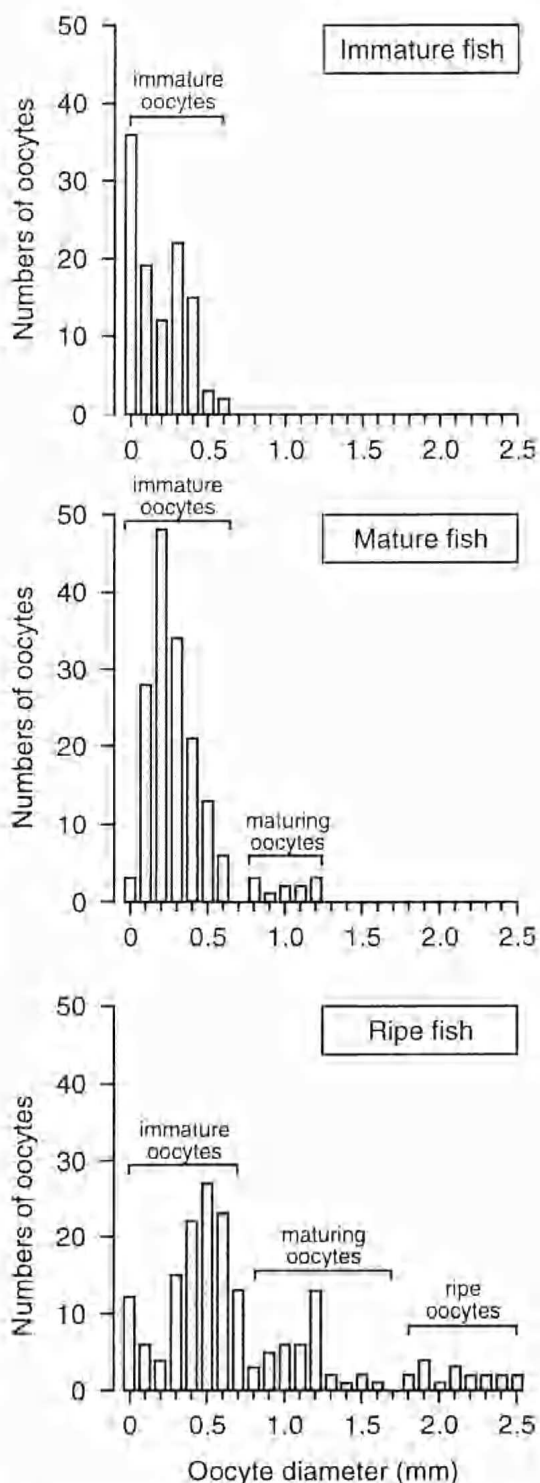 50
Immature fish
immature
oocytes
40
30
20
10
0
Numbers of oocytes
0 0.5 1.0 1.5 2.0 2.5
immature
oocytes
50
Mature fish
40
30
20
10
0
Numbers of oocytes
maturing
oocytes
0 0.5 1.0 1.5 2.0 2.5
50
Ripe fish
40
30
20
10
0
Numbers of oocytes
immature
oocytes
maturing
oocytes
ripe
oocytes
0 0.5 1.0 1.5 2.0 2.5
Oocyte diameter (mm)